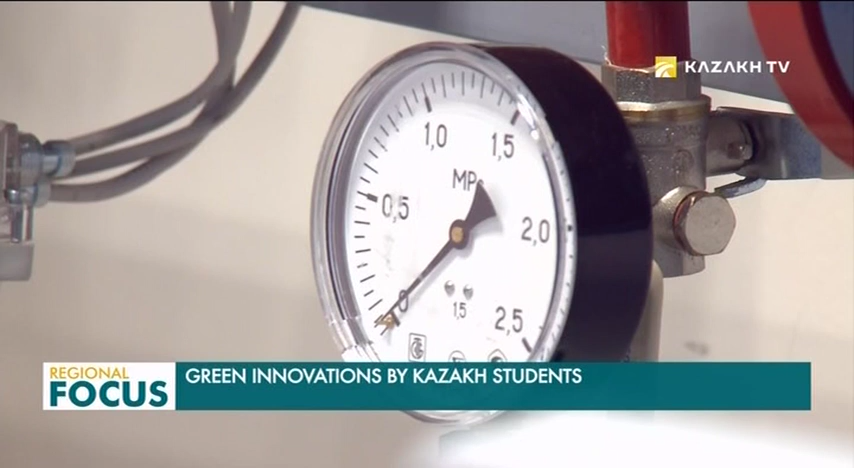 KAZAKH TV
1,0
1,5
MPa
0,5
2,0
0
1,5
2,5
REGIONAL
FOCUS
GREEN INNOVATIONS BY KAZAKH STUDENTS